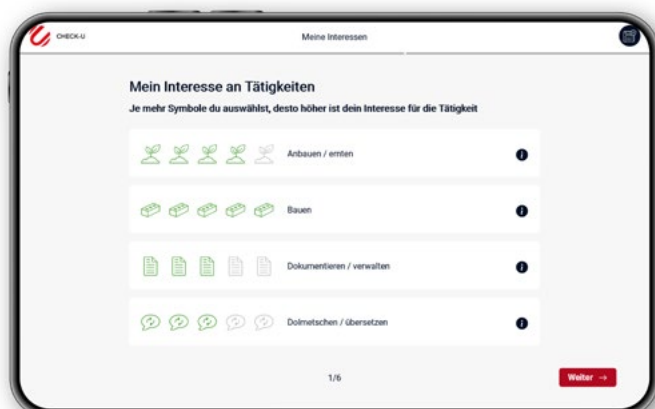 CHECK-U
Meine Interessen
Mein Interesse an Tätigkeiten
Je mehr Symbole du auswählst, desto höher ist dein Interesse für die Tätigkeit
Anbauen / ernten
Bauen
Dokumentieren / verwalten
Dolmetschen / übersetzen
1/6
Weiter →